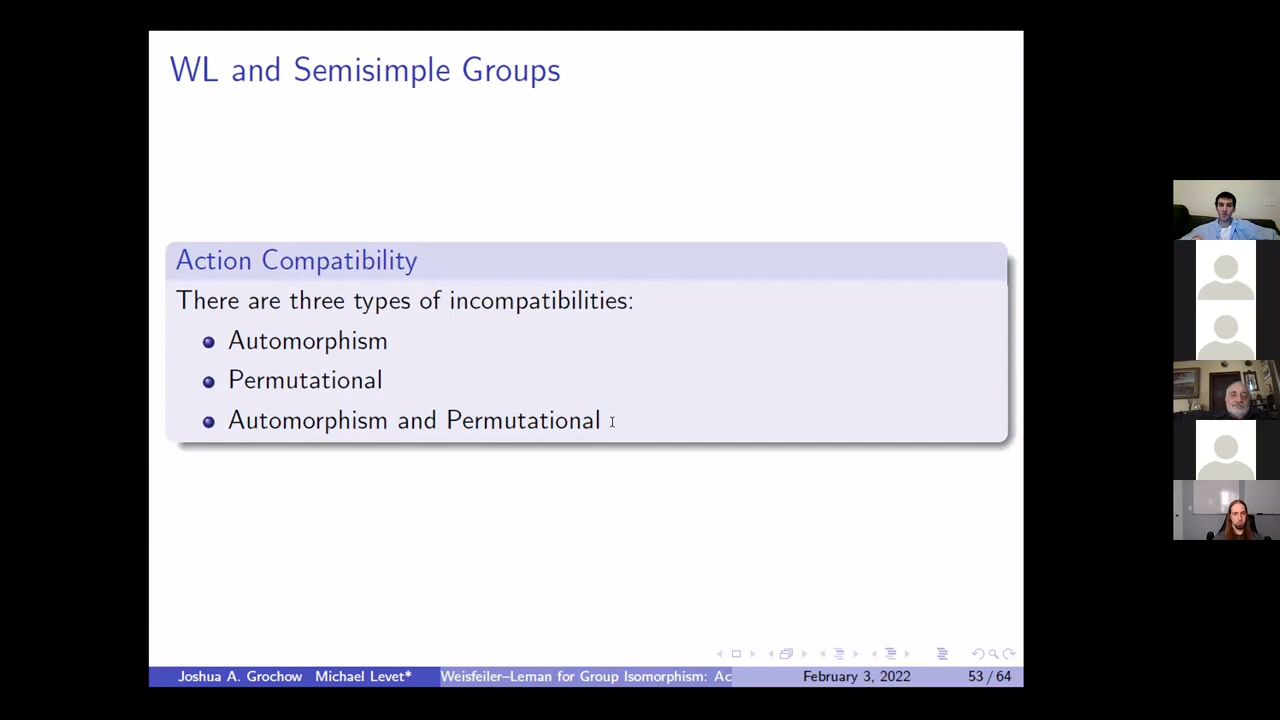 WL and Semisimple Groups
Action Compatibility
There are three types of incompatibilities:
Automorphism
Permutational
Automorphism and Permutational
Joshua A. Grochow Michael Levet*
Weisfeiler–Leman for Group Isomorphism: Ac
February 3, 2022
53 / 64